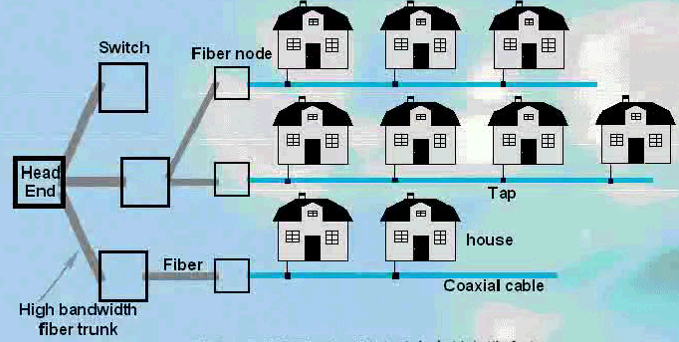 Switch
Fiber node
Head
End
Tap
house
Fiber
Coaxial cable
High bandwidth
fiber trunk